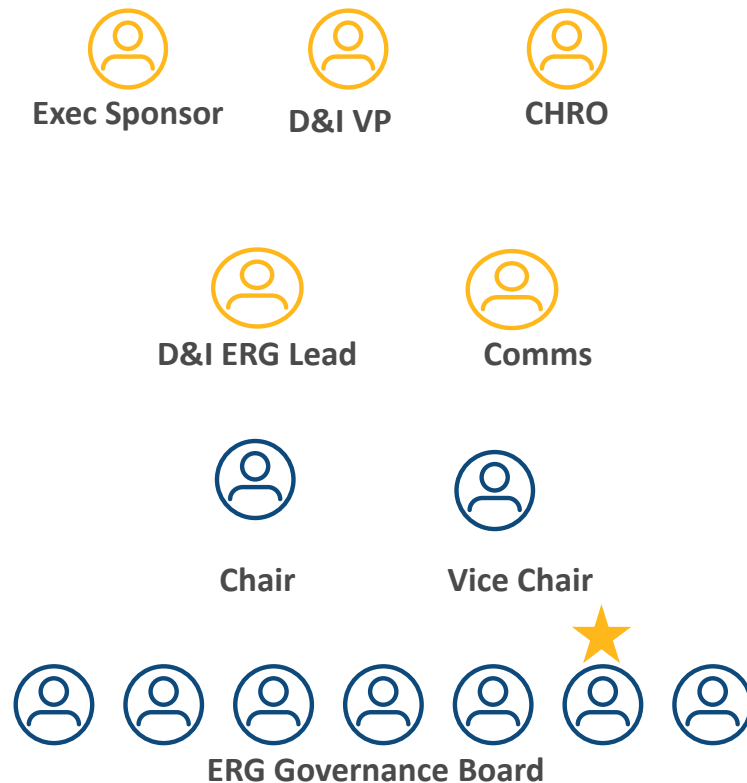 Exec Sponsor
D&I VP
CHRO
D&I ERG Lead
Comms
Chair
Vice Chair
ERG Governance Board